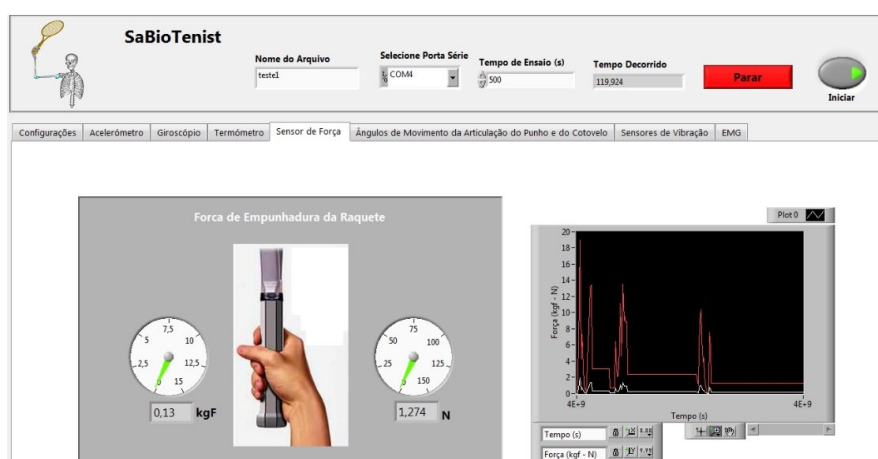 SaBioTenist
Nome do Arquivo
teste1
Selecione Porta Série
COM4
Tempo de Ensaio (s)
500
Tempo Decorrido
119,924
Parar
Iniciar
Configurações Acelerómetro Giroscópio Termómetro Sensor de Força Ângulos de Movimento da Articulação do Punho e do Cotovelo Sensores de Vibração EMG
Forca de Empunhadura da Raquete
0 2,5 5 7,5 10 12,5 15
0,13 kgF
0 25 50 75 100 125 150
1,274 N
Plot 0
Força (kgf - N)
20
18
16
14
12
10
8
6
4
2
0
4E+9 4E+9
Tempo (s)
Tempo (s)
Força (kgf - N)